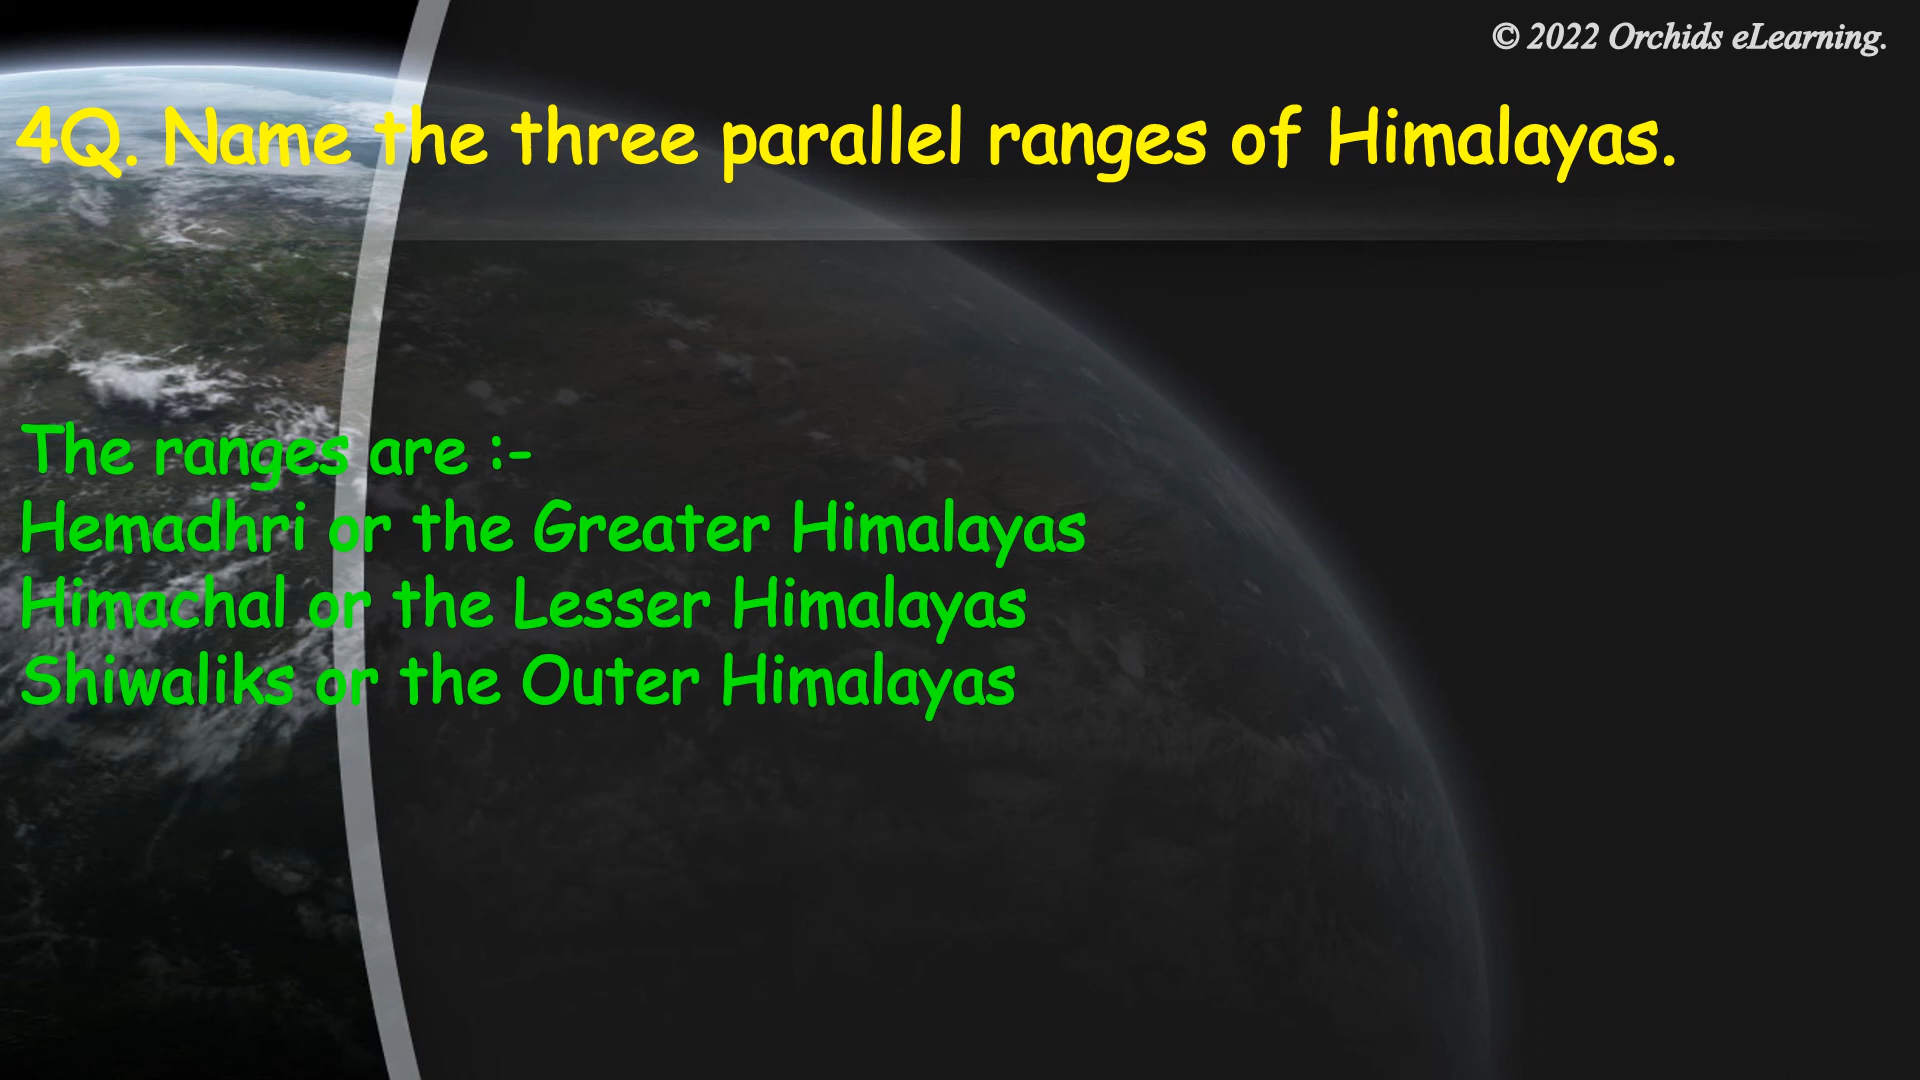 © 2022 Orchids eLearning.
4Q. Name the three parallel ranges of Himalayas.
The ranges are :-
Hemadhri or the Greater Himalayas
Himachal or the Lesser Himalayas
Shiwaliks or the Outer Himalayas